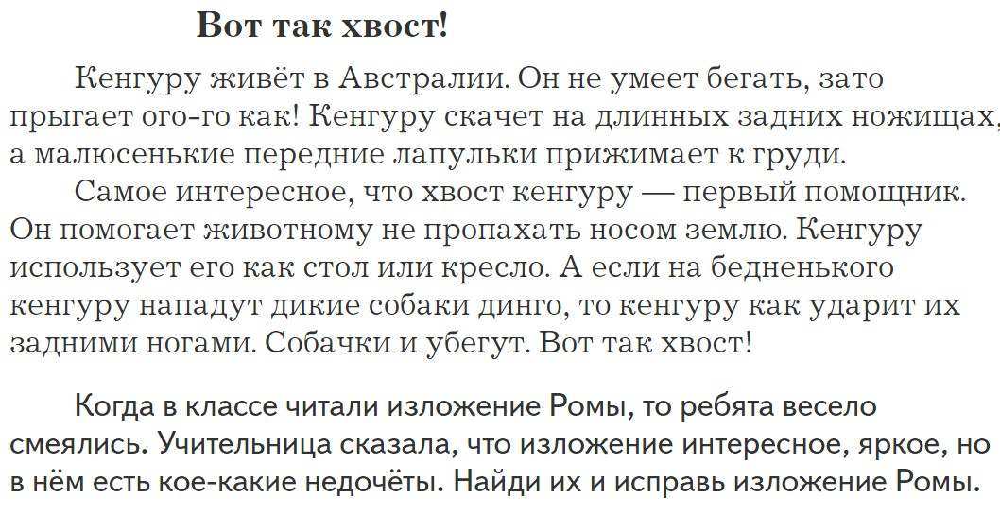 Вот так хвост!
Кенгуру живёт в Австралии. Он не умеет бегать, зато
прыгает ого-го как! Кенгуру скачет на длинных задних ножищах,
а малюсенькие передние лапульки прижимает к груди.
Самое интересное, что хвост кенгуру — первый помощник.
Он помогает животному не пропахать носом землю. Кенгуру
использует его как стол или кресло. А если на бедненького
кенгуру нападут дикие собаки динго, то кенгуру как ударит их
задними ногами. Собачки и убегут. Вот так хвост!
Когда в классе читали изложение Ромы, то ребята весело
смеялись. Учительница сказала, что изложение интересное, яркое, но
в нём есть кое-какие недочёты. Найди их и исправь изложение Ромы.